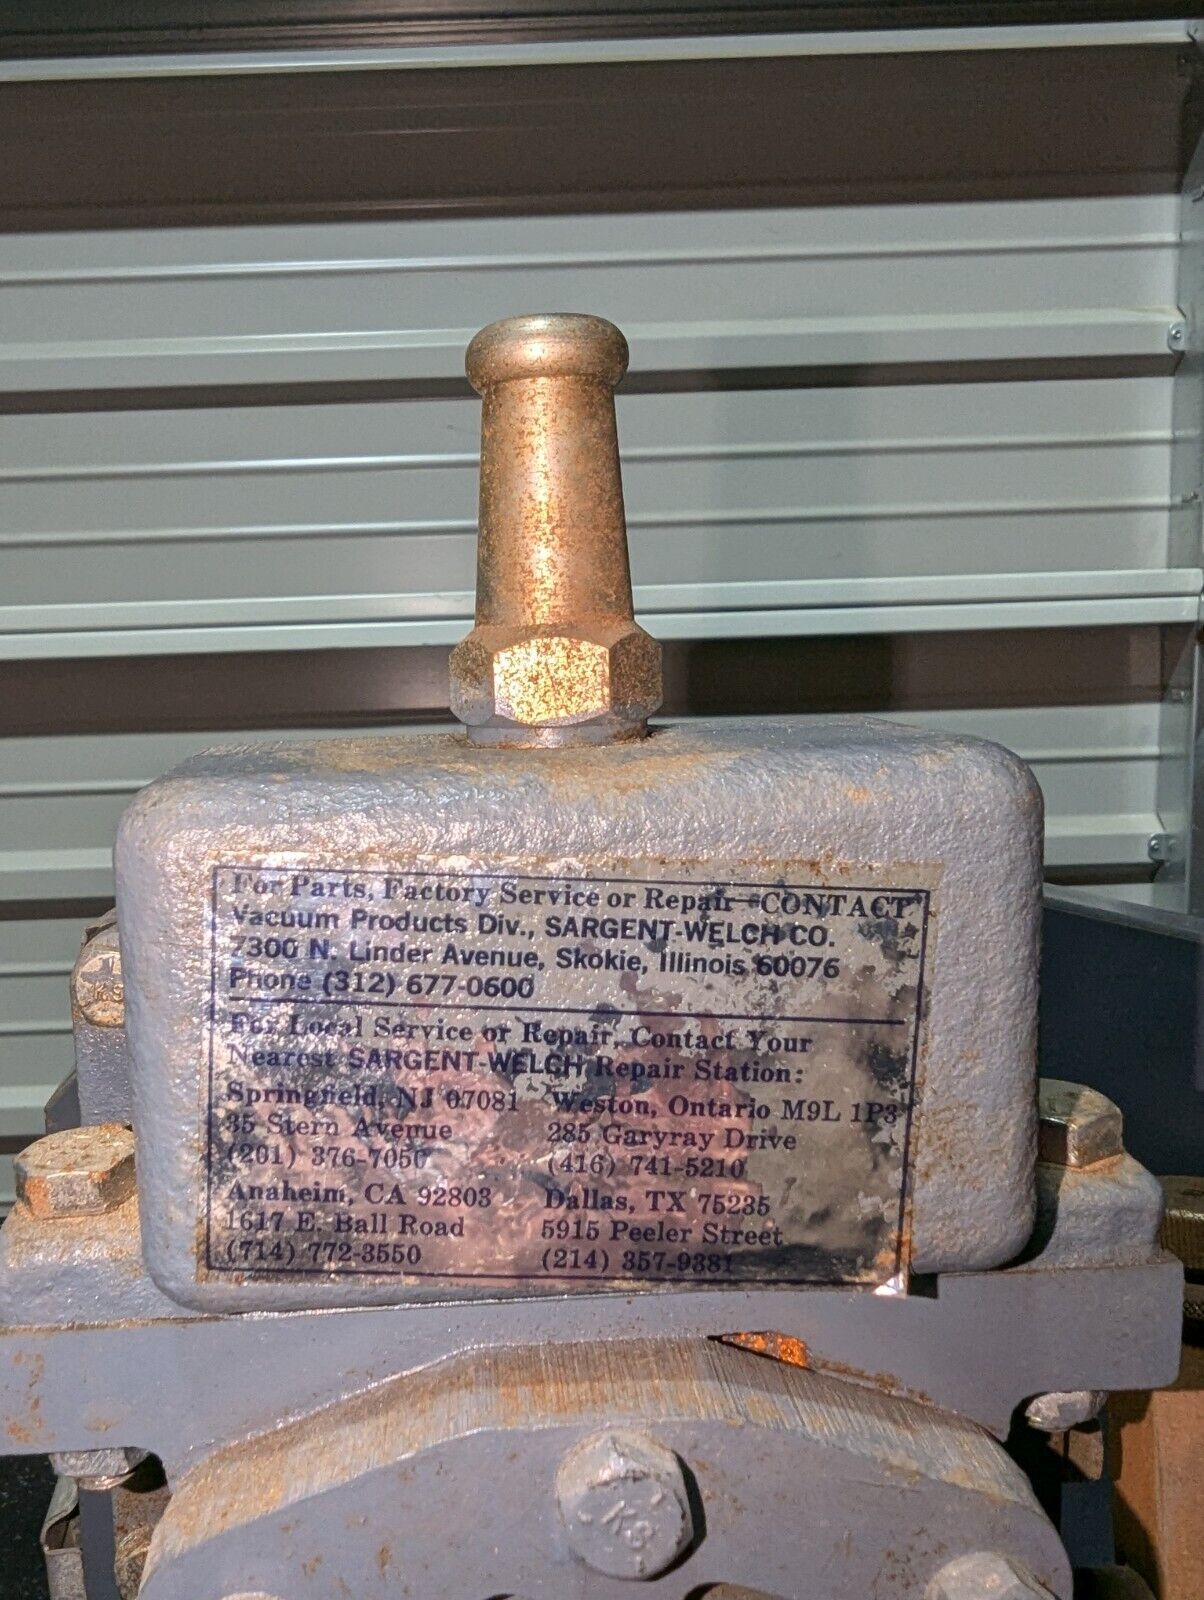 For Parts, Factory Service or Repair—CONTACT
Vacuum Products Div., SARGENT-WELCH CO.
7300 N. Linder Avenue, Skokie, Illinois 60076
Phone (312) 677-0600
For Local Service or Repair, Contact Your
Nearest SARGENT-WELCH Repair Station:
Springfield, NJ 07081
35 Stern Avenue
(201) 376-7050
Weston, Ontario M9L 1P3
285 Garyray Drive
(416) 741-5210
Anaheim, CA 92803
1617 E. Ball Road
(714) 772-3550
Dallas, TX 75235
5915 Peeler Street
(214) 357-9381
KS